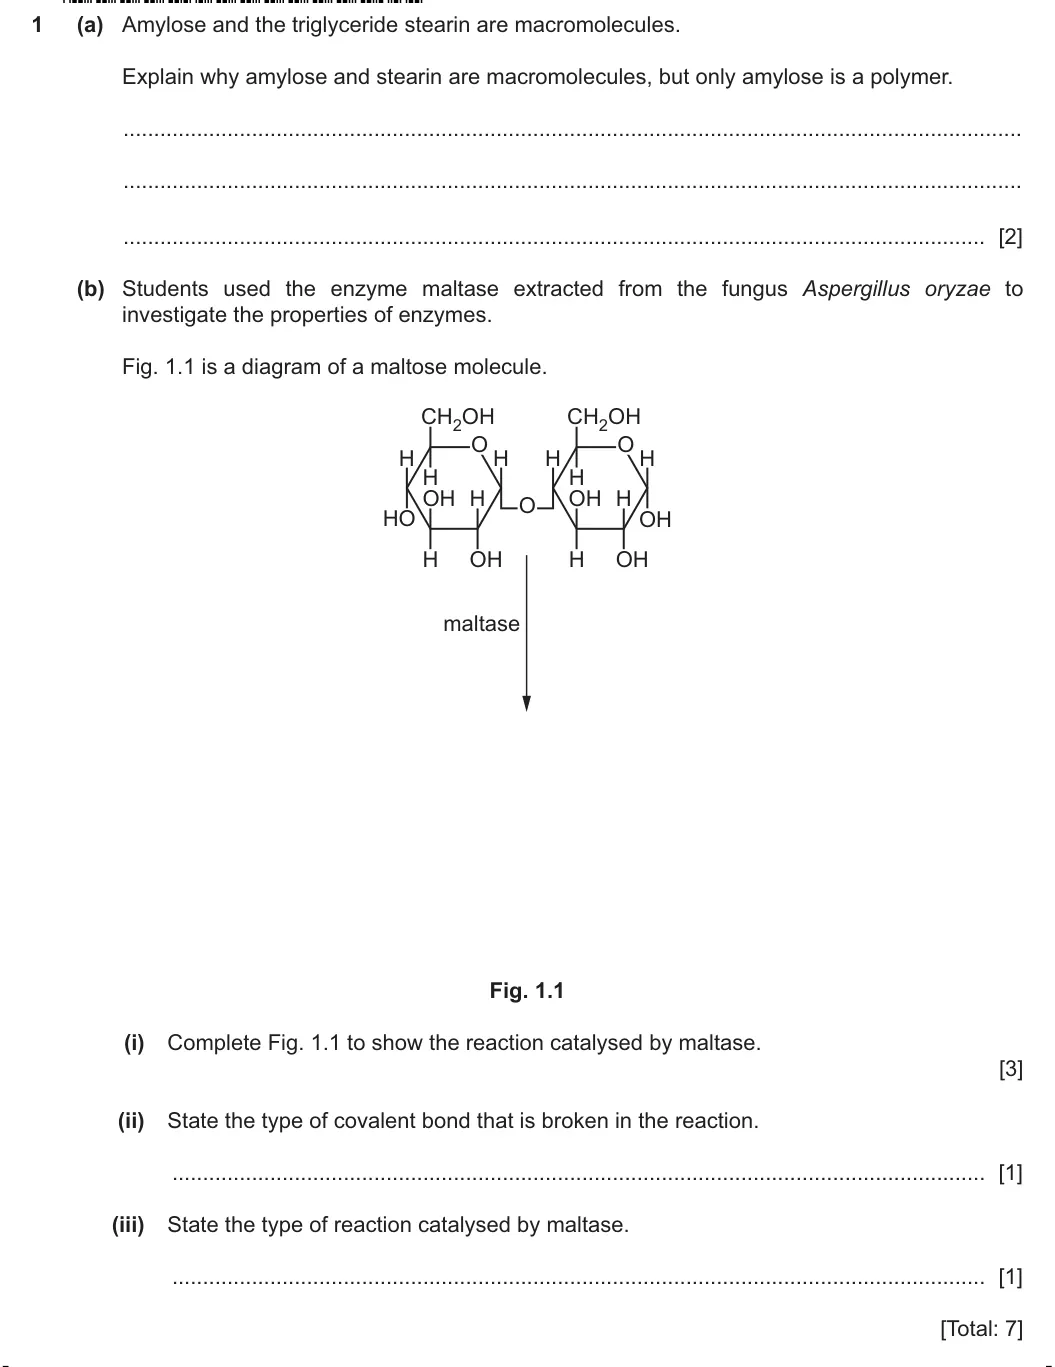 1 (a) Amylose and the triglyceride stearin are macromolecules.
Explain why amylose and stearin are macromolecules, but only amylose is a polymer.
..........................................................................................................................................................
..........................................................................................................................................................
.................................................................................................................................................... [2]
(b) Students used the enzyme maltase extracted from the fungus Aspergillus oryzae to
investigate the properties of enzymes.
Fig. 1.1 is a diagram of a maltose molecule.
CH2OH CH2OH
O O
H H H H
H H
OH H OH H
O
HO OH
H OH H OH
maltase
Fig. 1.1
(i) Complete Fig. 1.1 to show the reaction catalysed by maltase.
[3]
(ii) State the type of covalent bond that is broken in the reaction.
........................................................................................................................................... [1]
(iii) State the type of reaction catalysed by maltase.
........................................................................................................................................... [1]
[Total: 7]